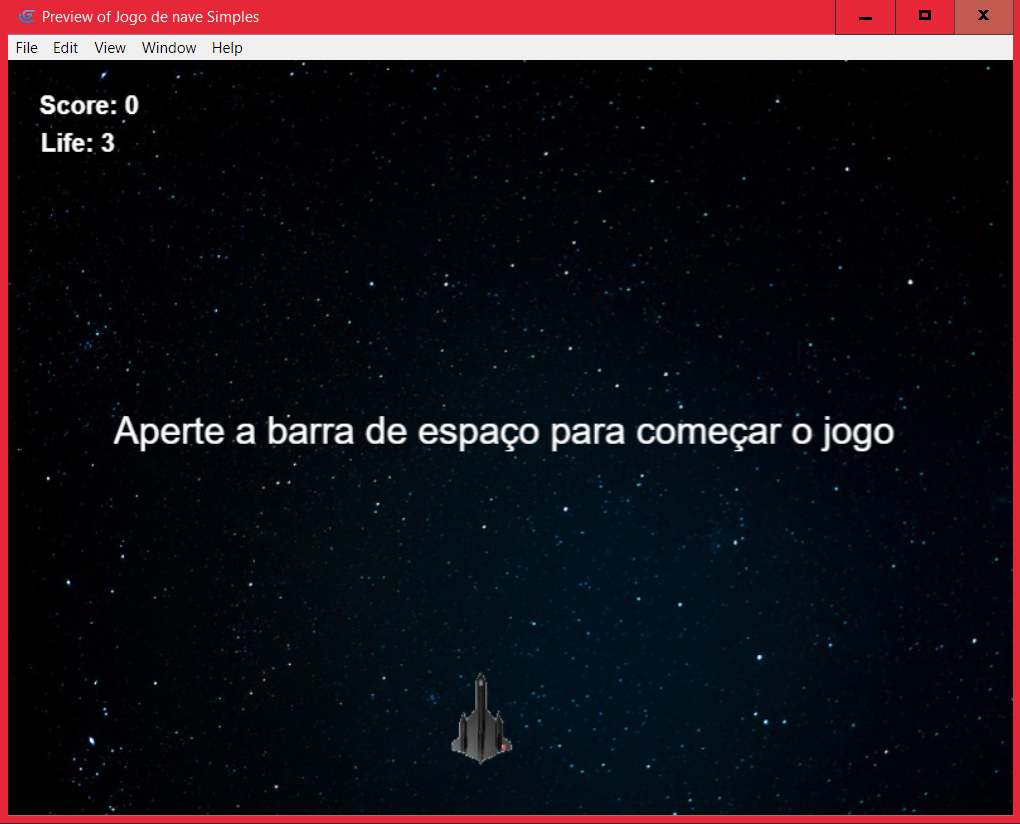 Preview of Jogo de nave Simples
File Edit View Window Help
Score: 0
Life: 3
Aperte a barra de espaço para começar o jogo